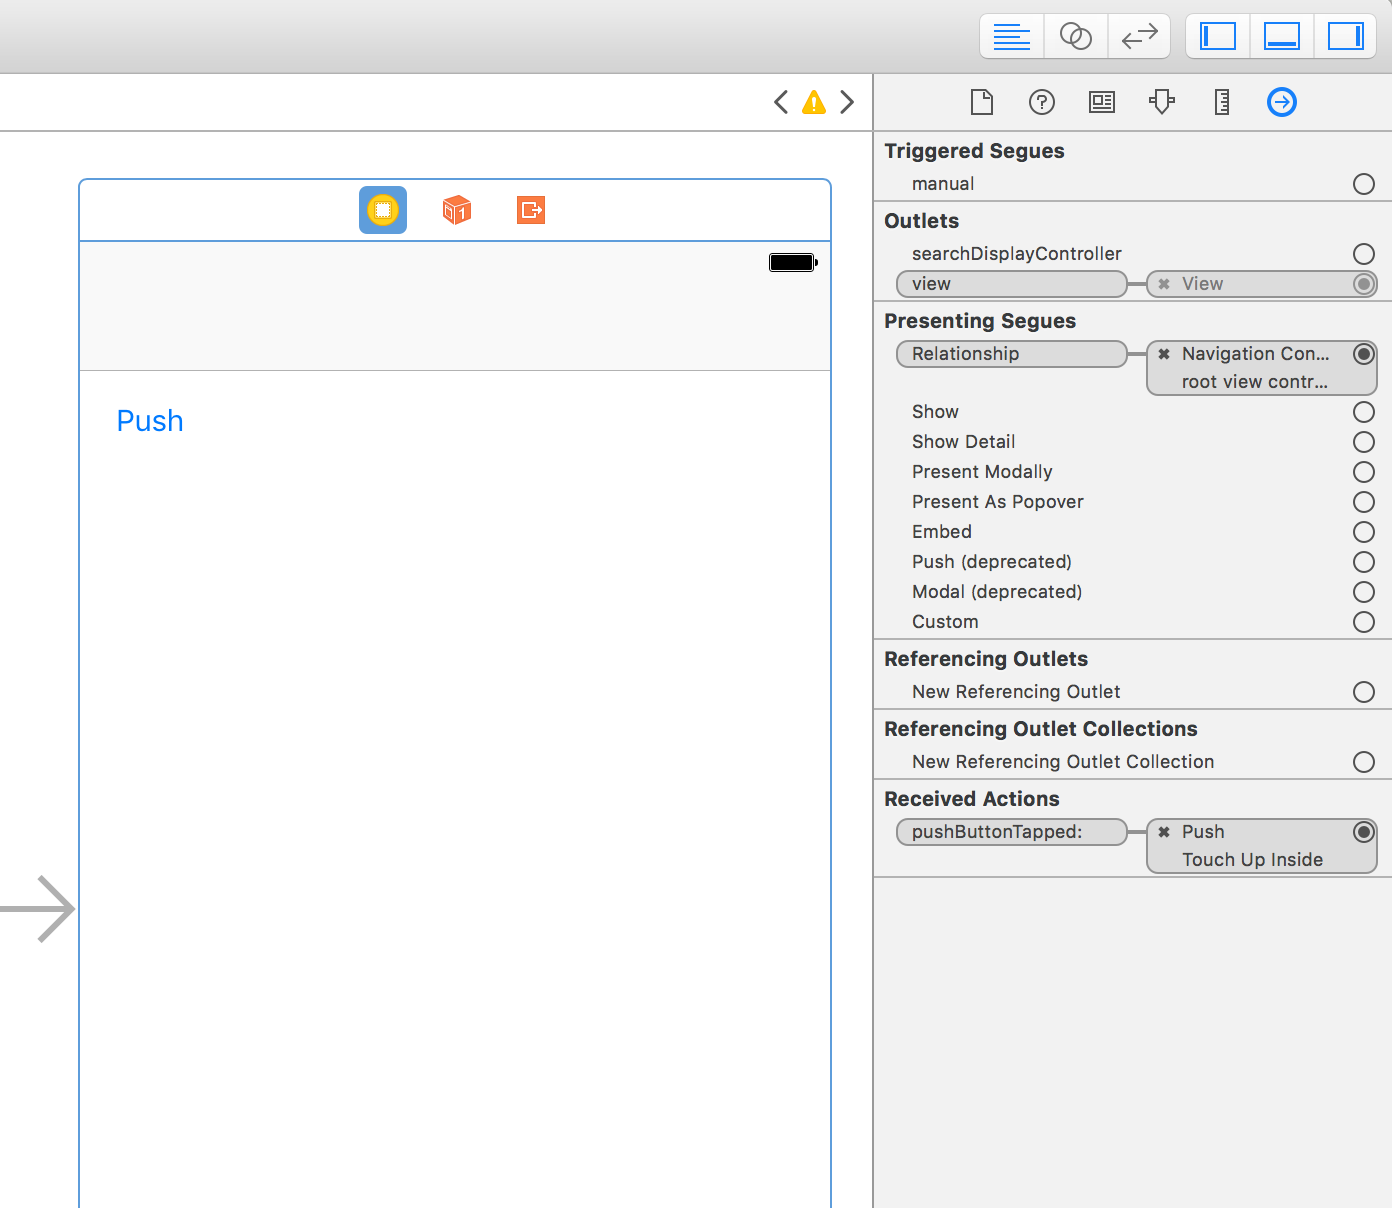 Triggered Segues
manual
Outlets
searchDisplayController
view
View
Presenting Segues
Relationship
Navigation Con...
root view contr...
Show
Show Detail
Present Modally
Present As Popover
Embed
Push (deprecated)
Modal (deprecated)
Custom
Referencing Outlets
New Referencing Outlet
Referencing Outlet Collections
New Referencing Outlet Collection
Received Actions
pushButtonTapped:
Push
Touch Up Inside
Push